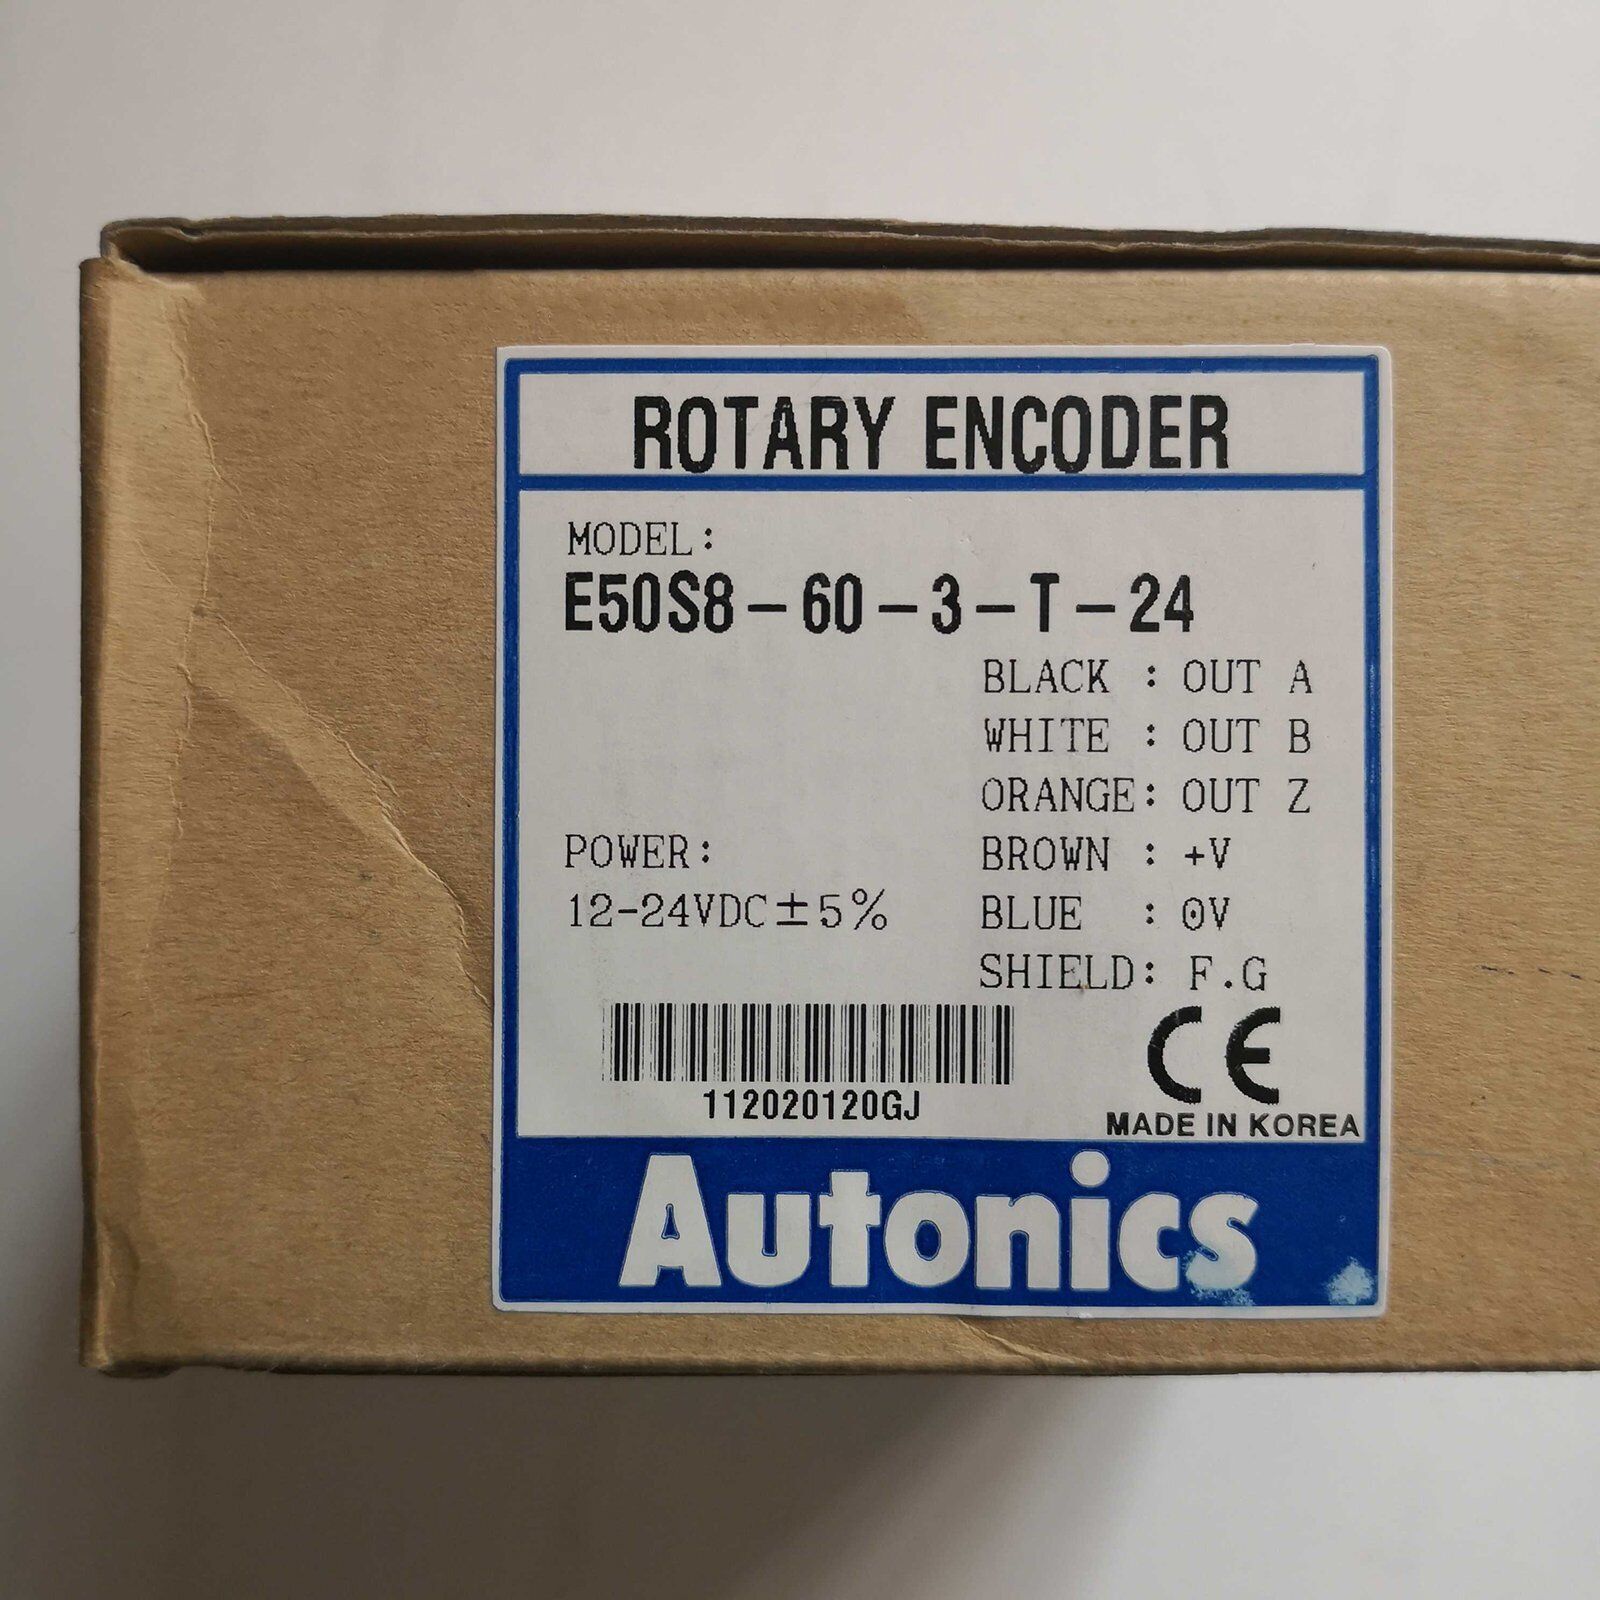 ROTARY ENCODER
MODEL:
E50S8-60-3-T-24
BLACK : OUT A
WHITE : OUT B
ORANGE: OUT Z
POWER:
BROWN : +V
12-24VDC±5%
BLUE : 0V
SHIELD: F.G
CE
112020120GJ
MADE IN KOREA
Autonics